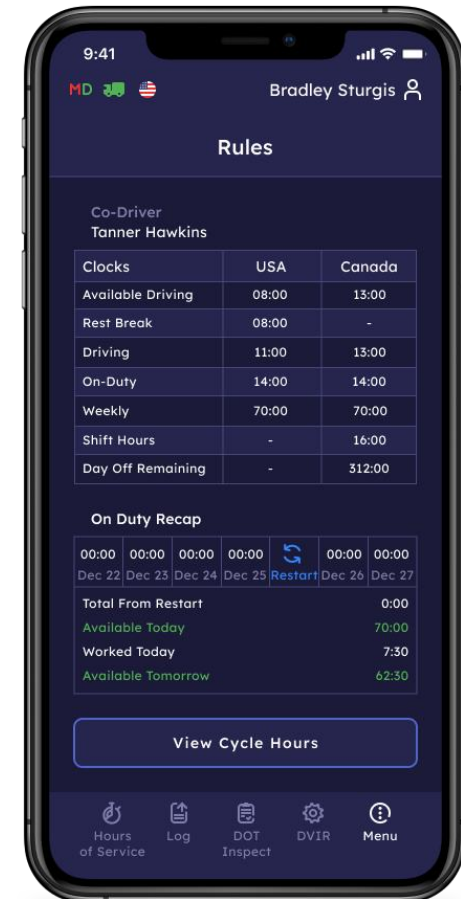 9:41
MD
Bradley Sturgis
Rules
Co-Driver
Tanner Hawkins
Clocks USA Canada
Available Driving 08:00 13:00
Rest Break 08:00 -
Driving 11:00 13:00
On-Duty 14:00 14:00
Weekly 70:00 70:00
Shift Hours - 16:00
Day Off Remaining - 312:00
On Duty Recap
00:00 00:00 00:00 00:00 00:00 00:00
Dec 22 Dec 23 Dec 24 Dec 25 Restart Dec 26 Dec 27
Total From Restart 0:00
Available Today 70:00
Worked Today 7:30
Available Tomorrow 62:30
View Cycle Hours
Hours of Service
Log
DOT Inspect
DVIR
Menu